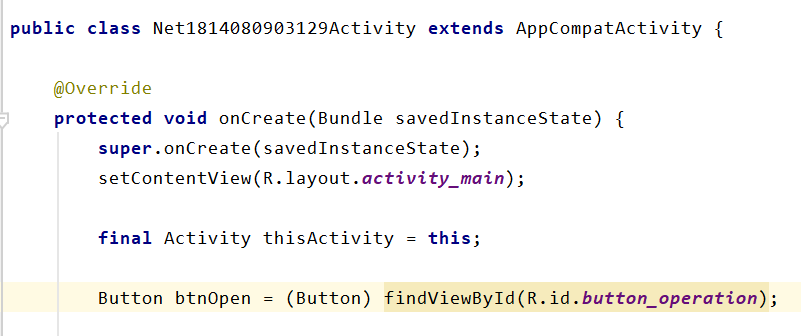 public class Net1814080903129Activity extends AppCompatActivity {
@Override
protected void onCreate(Bundle savedInstanceState) {
super.onCreate(savedInstanceState);
setContentView(R.layout.activity_main);
final Activity thisActivity = this;
Button btnOpen = (Button) findViewById(R.id.button_operation);